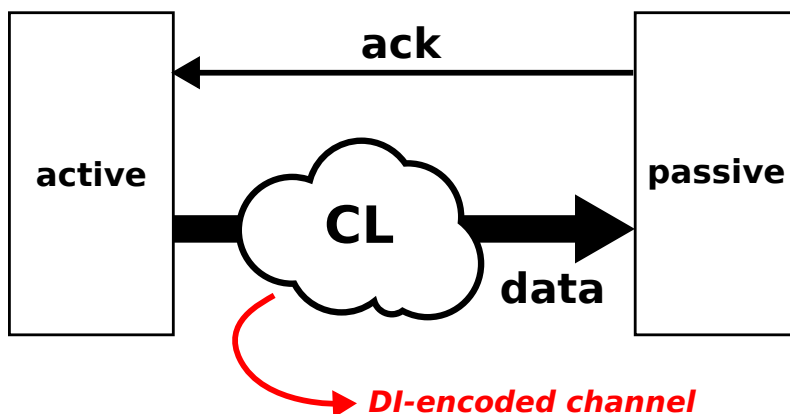 ack
active
passive
CL
data
DI-encoded channel